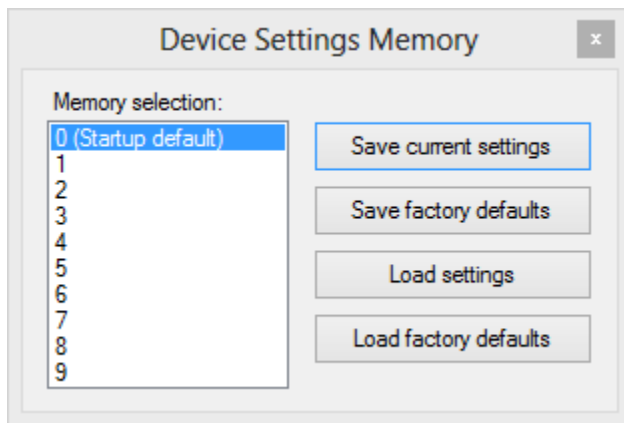 Device Settings Memory
x
Memory selection:
0 (Startup default)
1
2
3
4
5
6
7
8
9
Save current settings
Save factory defaults
Load settings
Load factory defaults